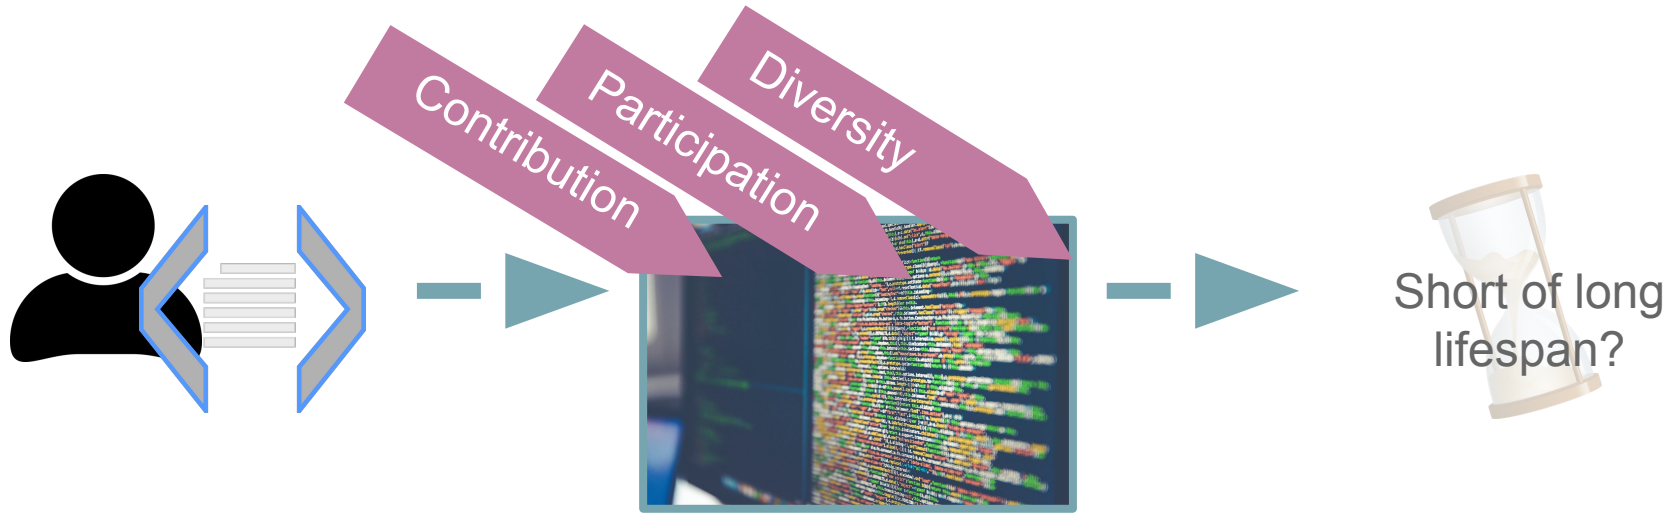 Contribution
Participation
Diversity
Short of long
lifespan?